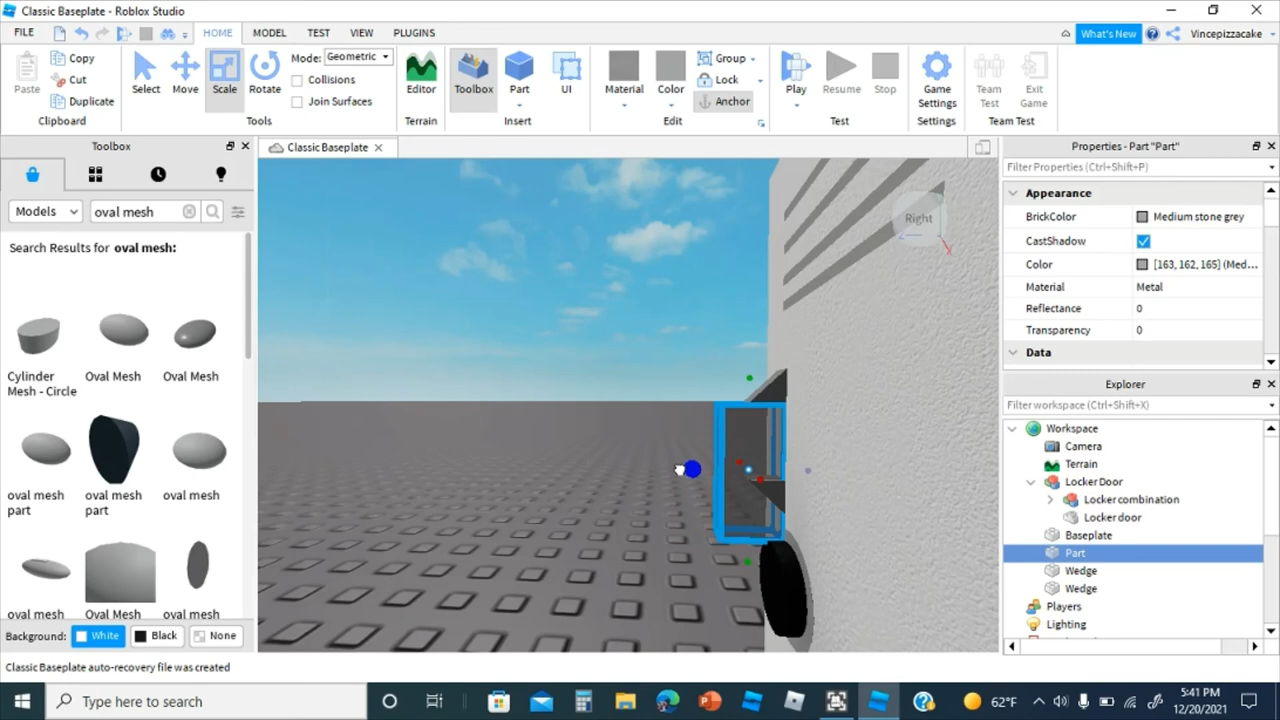 Classic Baseplate - Roblox Studio
FILE HOME MODEL TEST VIEW PLUGINS What's New Vincepizzacake
Paste Copy Cut Duplicate
Clipboard
Select Move Scale Rotate
Mode: Geometric
Collisions
Join Surfaces
Tools
Editor
Terrain
Toolbox Part UI
Insert
Material Color Group Lock Anchor
Edit
Play Resume Stop
Test
Game Settings
Settings
Team Test Exit Game
Team Test
Toolbox
Models oval mesh
Search Results for oval mesh:
Cylinder Mesh - Circle
Oval Mesh
Oval Mesh
oval mesh part
oval mesh part
oval mesh
oval mesh
Oval Mesh
oval mesh
Background: White Black None
Classic Baseplate
Right
Properties - Part "Part"
Filter Properties (Ctrl+Shift+P)
Appearance
BrickColor Medium stone grey
CastShadow
Color [163, 162, 165] (Med...
Material Metal
Reflectance 0
Transparency 0
Data
Explorer
Filter workspace (Ctrl+Shift+X)
Workspace
Camera
Terrain
Locker Door
Locker combination
Locker door
Baseplate
Part
Wedge
Wedge
Players
Lighting
Classic Baseplate auto-recovery file was created
Type here to search
62°F
5:41 PM
12/20/2021